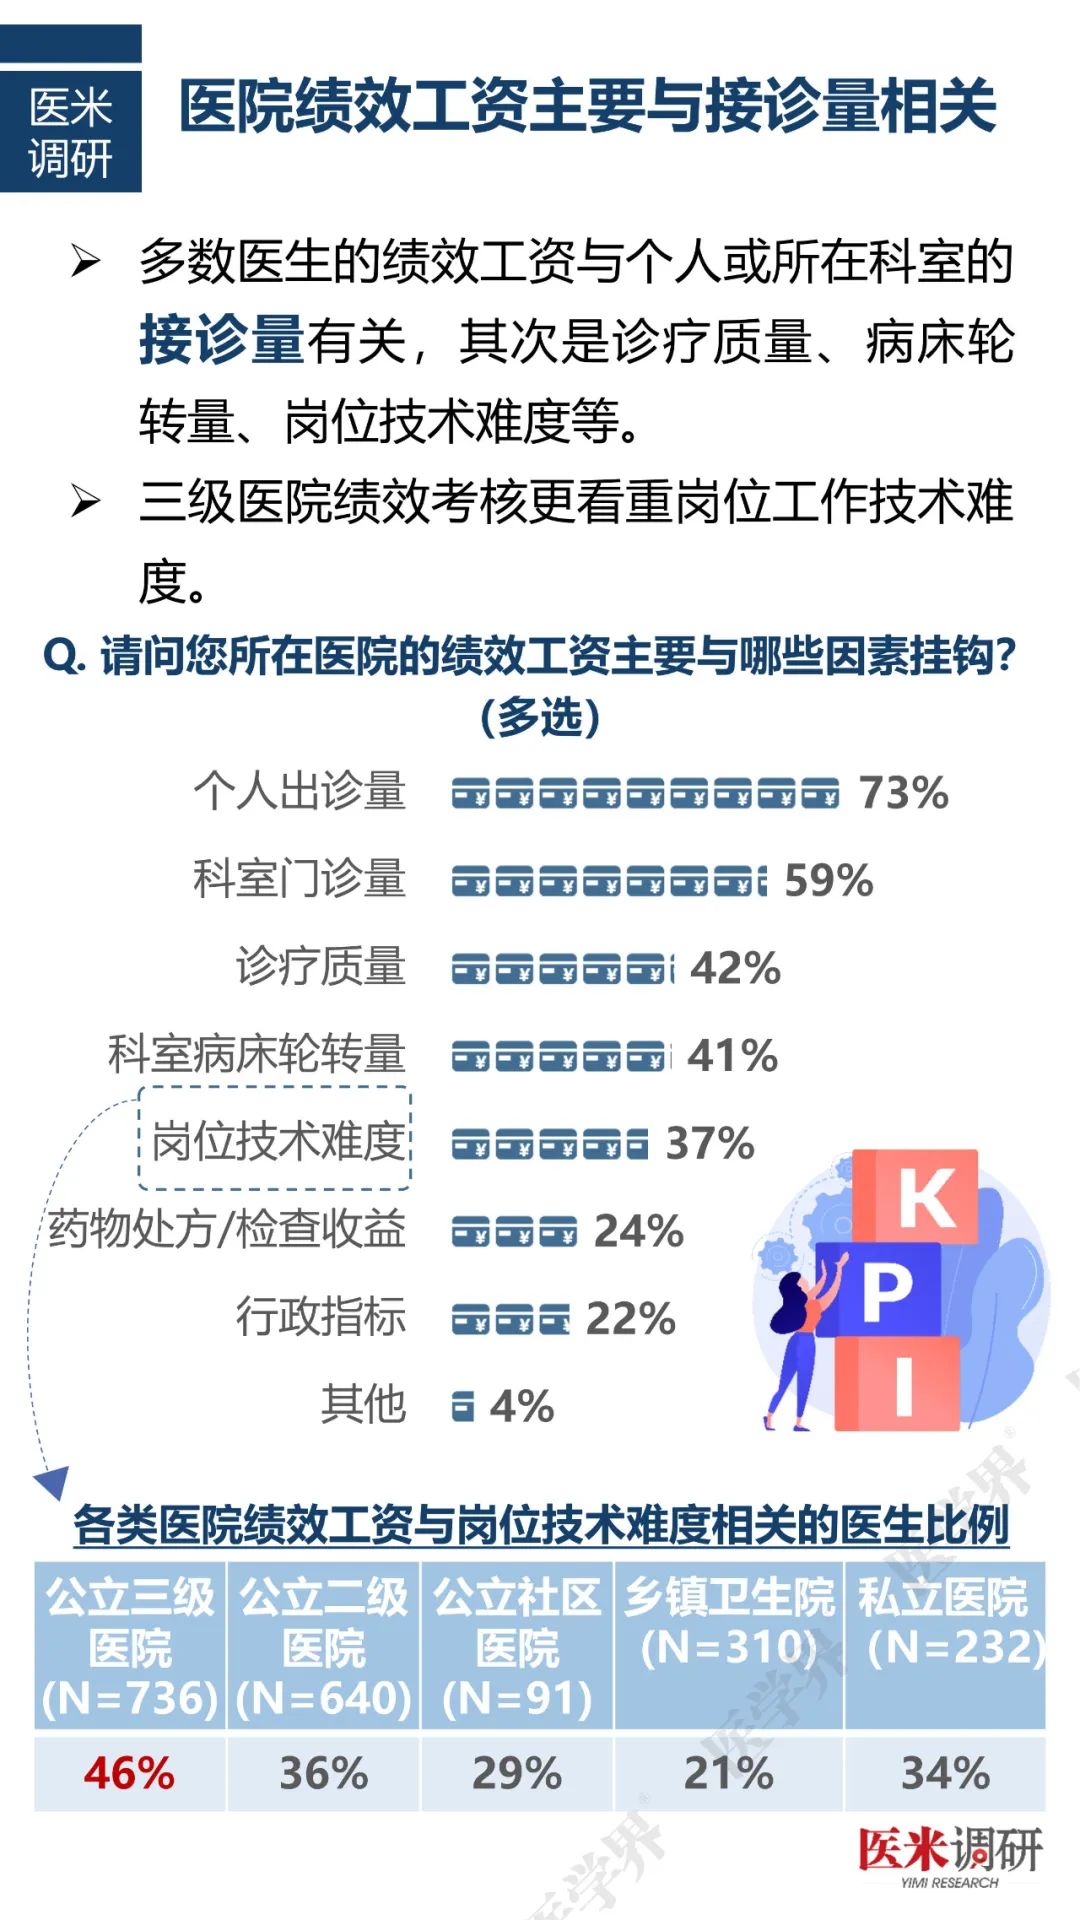 医米
调研
医院绩效工资主要与接诊量相关
➢ 多数医生的绩效工资与个人或所在科室的
接诊量有关，其次是诊疗质量、病床轮
转量、岗位技术难度等。
➢ 三级医院绩效考核更看重岗位工作技术难
度。
Q. 请问您所在医院的绩效工资主要与哪些因素挂钩？
（多选）
个人出诊量 73%
科室门诊量 59%
诊疗质量 42%
科室病床轮转量 41%
岗位技术难度 37%
药物处方/检查收益 24%
行政指标 22%
其他 4%
K
P
I
各类医院绩效工资与岗位技术难度相关的医生比例
公立三级
医院
(N=736)
公立二级
医院
(N=640)
公立社区
医院
(N=91)
乡镇卫生院
(N=310)
私立医院
(N=232)
46% 36% 29% 21% 34%
医学界
医学界
医学界
医米调研
YIMI RESEARCH